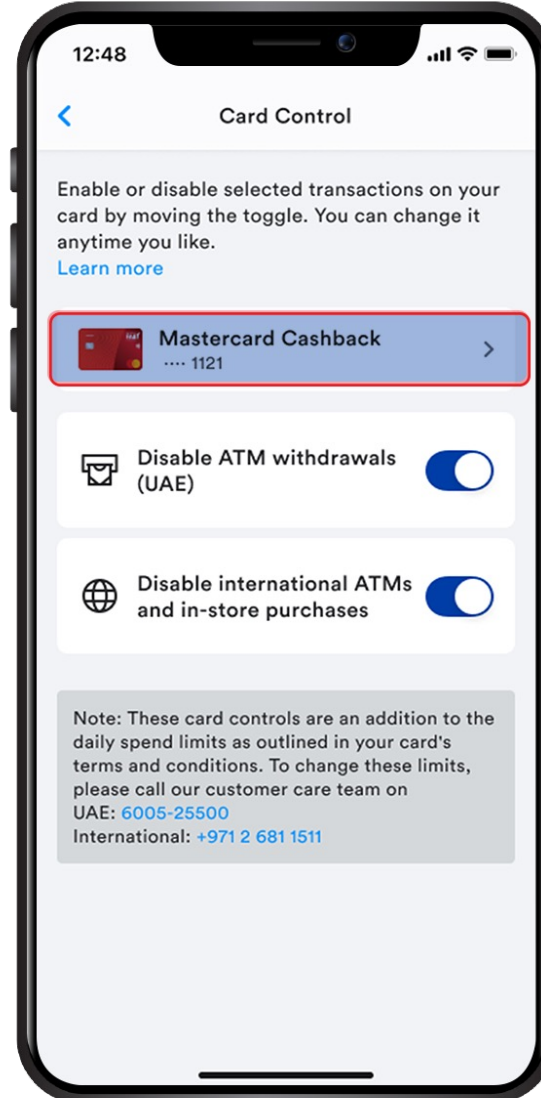 12:48
Card Control
Enable or disable selected transactions on your
card by moving the toggle. You can change it
anytime you like.
Learn more
Mastercard Cashback
···· 1121
Disable ATM withdrawals
(UAE)
Disable international ATMs
and in-store purchases
Note: These card controls are an addition to the
daily spend limits as outlined in your card's
terms and conditions. To change these limits,
please call our customer care team on
UAE: 6005-25500
International: +971 2 681 1511